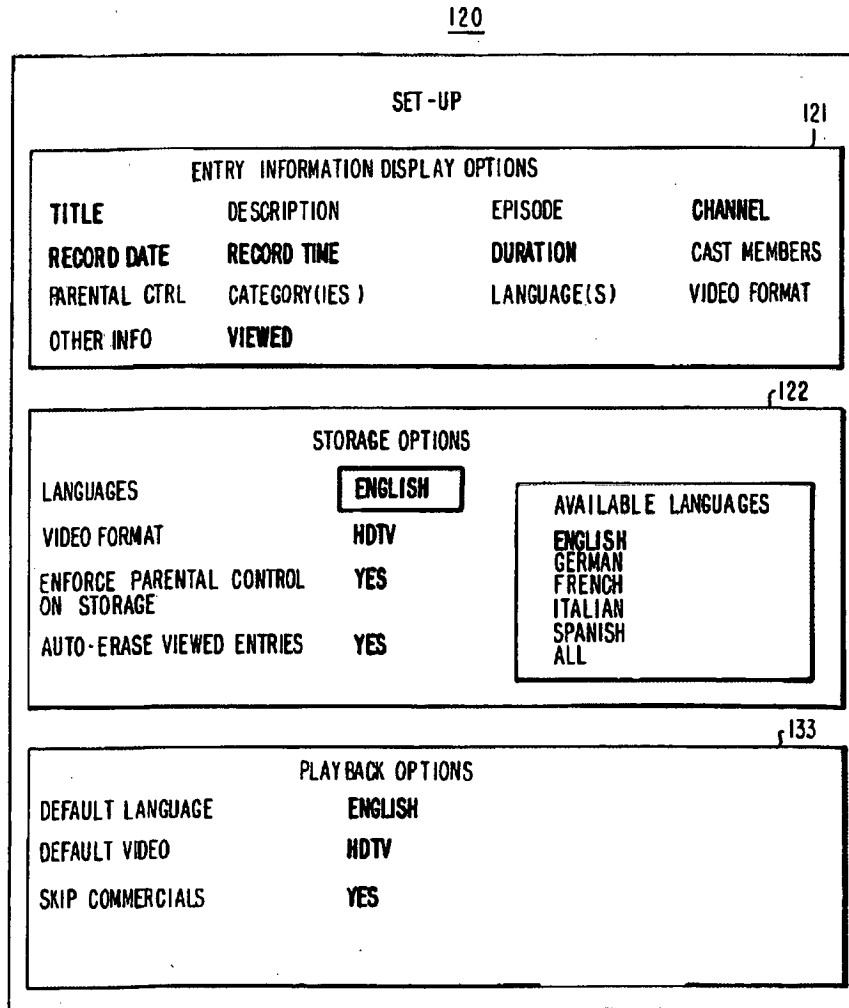 120
SET-UP
121
ENTRY INFORMATION DISPLAY OPTIONS
TITLE DESCRIPTION EPISODE CHANNEL
RECORD DATE RECORD TIME DURATION CAST MEMBERS
PARENTAL CTRL CATEGORY(IES) LANGUAGE(S) VIDEO FORMAT
OTHER INFO VIEWED
122
STORAGE OPTIONS
LANGUAGES ENGLISH
VIDEO FORMAT HDTV
ENFORCE PARENTAL CONTROL YES
ON STORAGE
AUTO-ERASE VIEWED ENTRIES YES
AVAILABLE LANGUAGES
ENGLISH
GERMAN
FRENCH
ITALIAN
SPANISH
ALL
133
PLAYBACK OPTIONS
DEFAULT LANGUAGE ENGLISH
DEFAULT VIDEO HDTV
SKIP COMMERCIALS YES